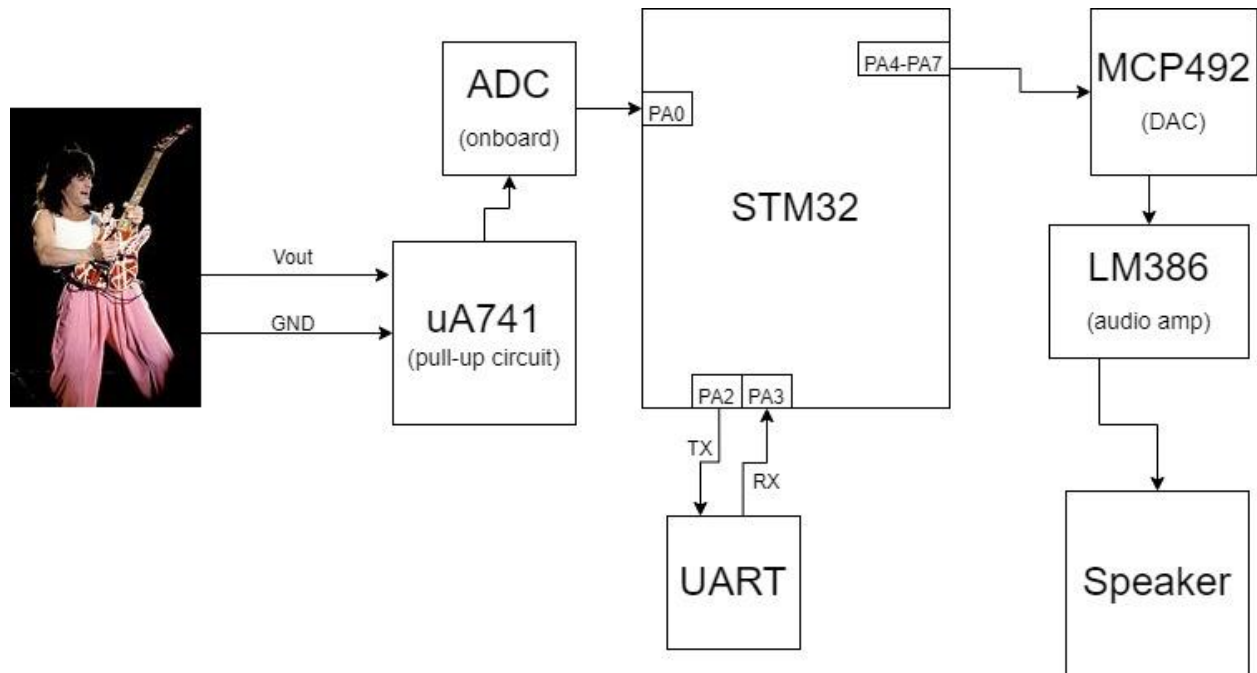 ADC
(onboard)
PA0
STM32
PA4-PA7
MCP492
(DAC)
Vout
GND
uA741
(pull-up circuit)
LM386
(audio amp)
PA2
PA3
TX
RX
UART
Speaker